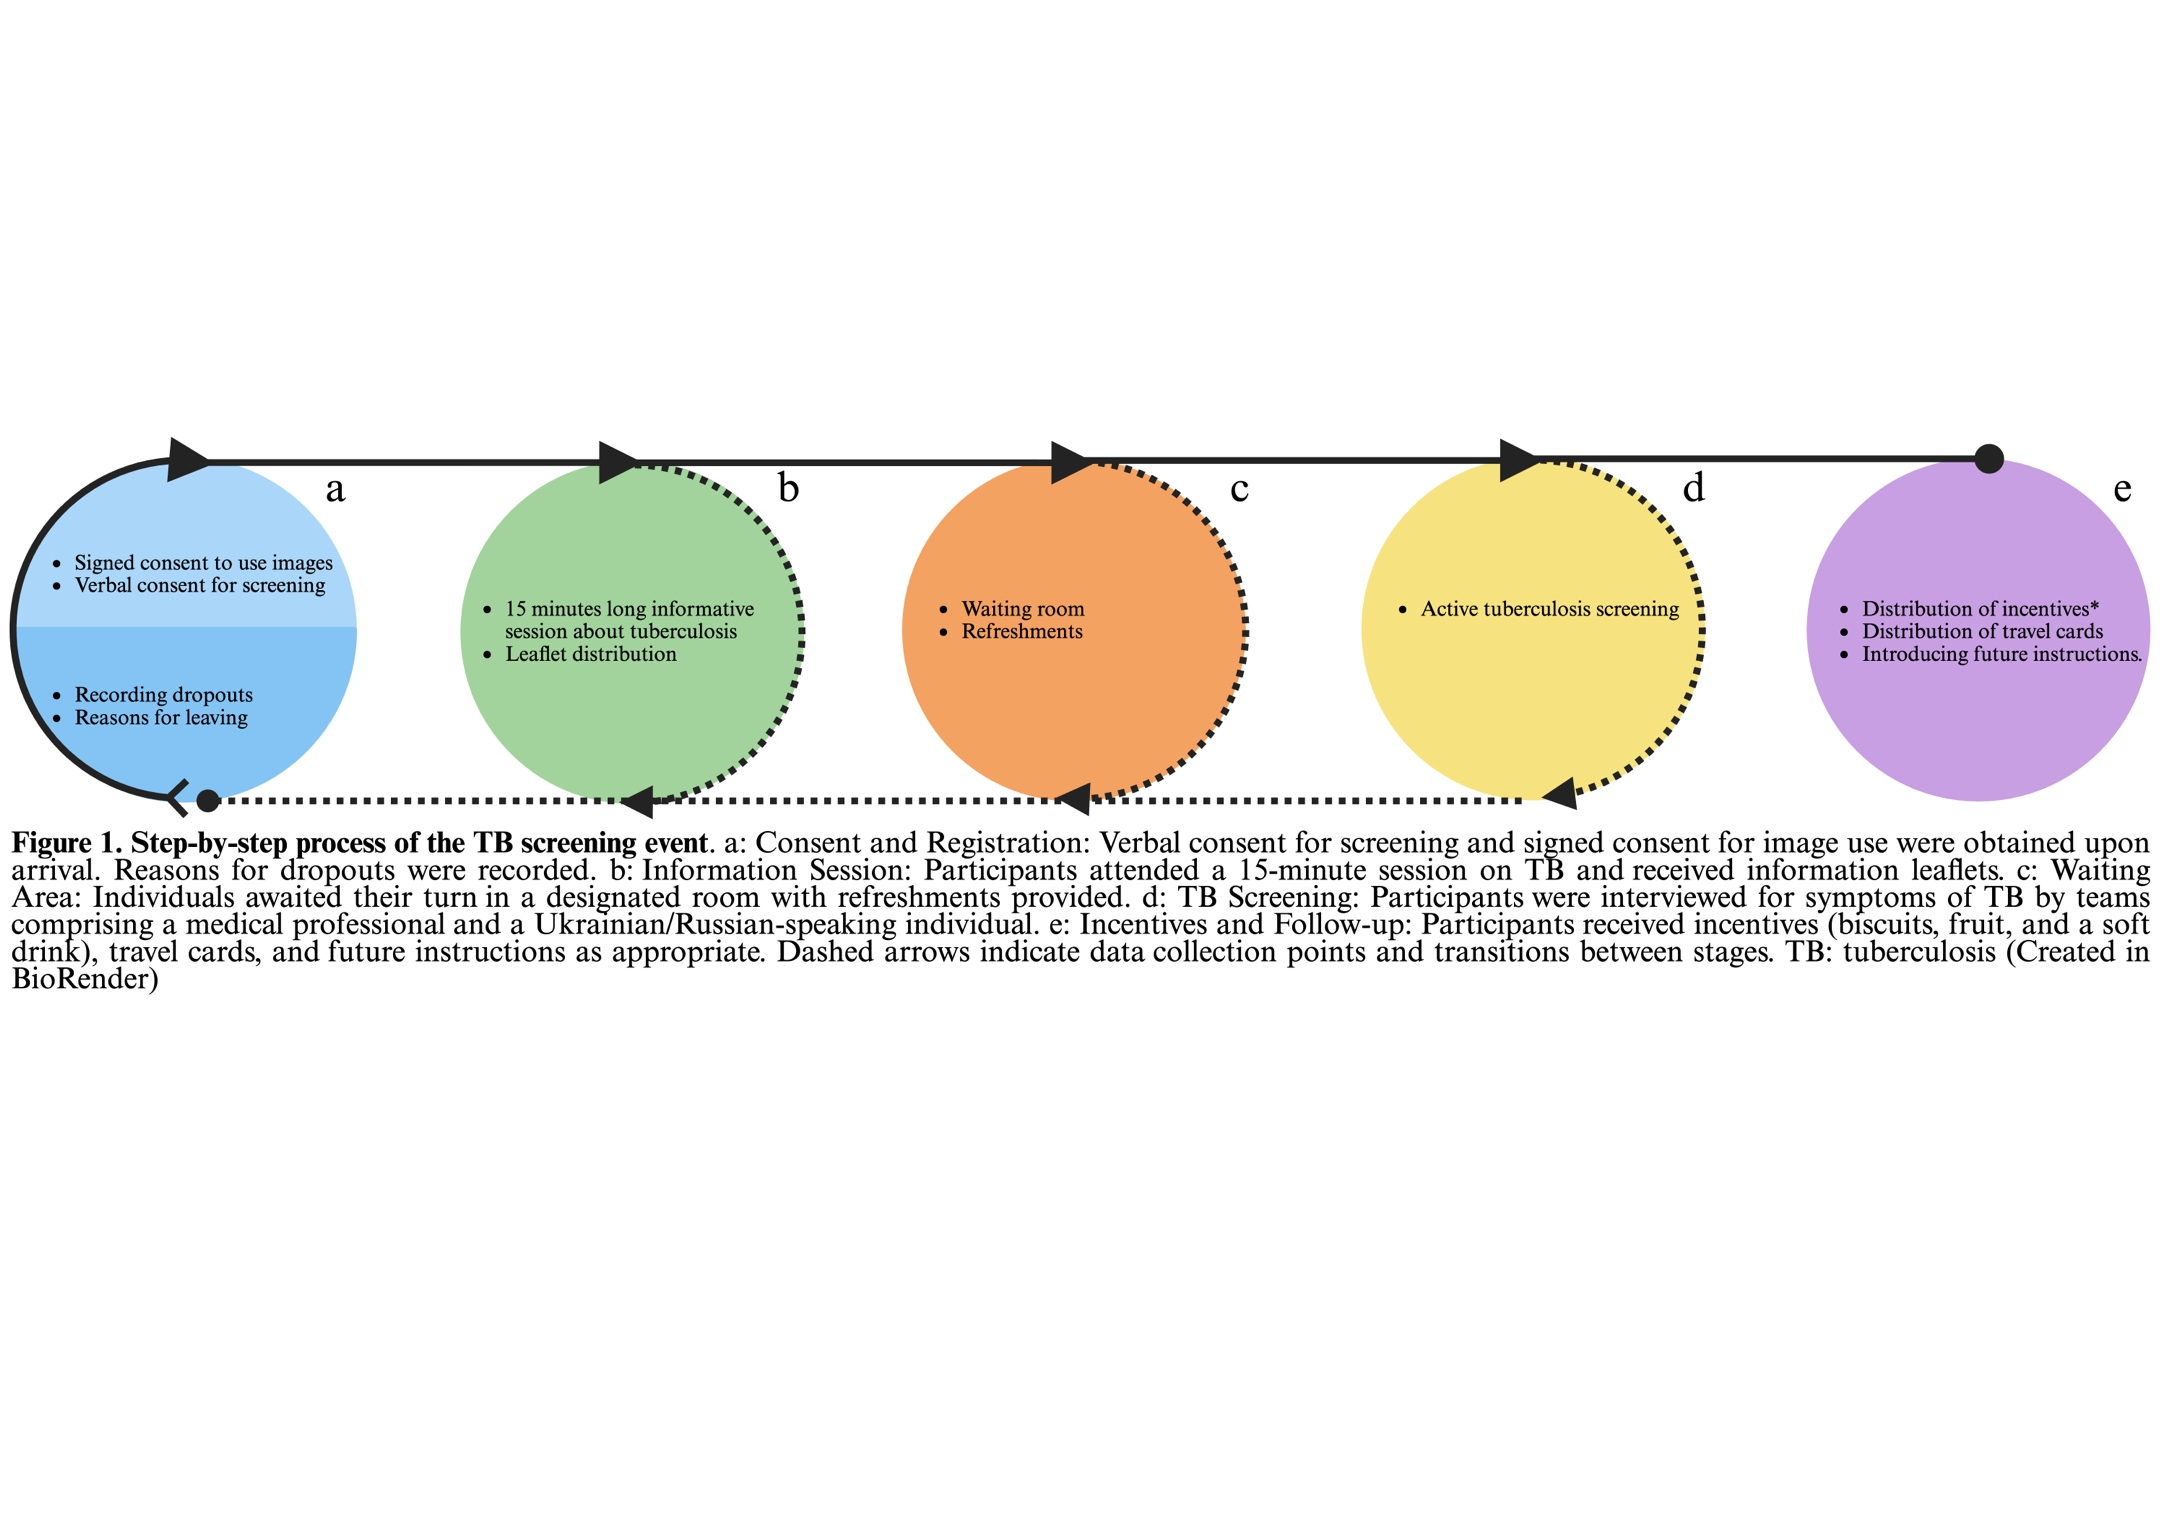 a
b
c
d
e
• Signed consent to use images
• Verbal consent for screening
• Recording dropouts
• Reasons for leaving
• 15 minutes long informative
session about tuberculosis
• Leaflet distribution
• Waiting room
• Refreshments
• Active tuberculosis screening
• Distribution of incentives*
• Distribution of travel cards
• Introducing future instructions.
Figure 1. Step-by-step process of the TB screening event. a: Consent and Registration: Verbal consent for screening and signed consent for image use were obtained upon
arrival. Reasons for dropouts were recorded. b: Information Session: Participants attended a 15-minute session on TB and received information leaflets. c: Waiting
Area: Individuals awaited their turn in a designated room with refreshments provided. d: TB Screening: Participants were interviewed for symptoms of TB by teams
comprising a medical professional and a Ukrainian/Russian-speaking individual. e: Incentives and Follow-up: Participants received incentives (biscuits, fruit, and a soft
drink), travel cards, and future instructions as appropriate. Dashed arrows indicate data collection points and transitions between stages. TB: tuberculosis (Created in
BioRender)